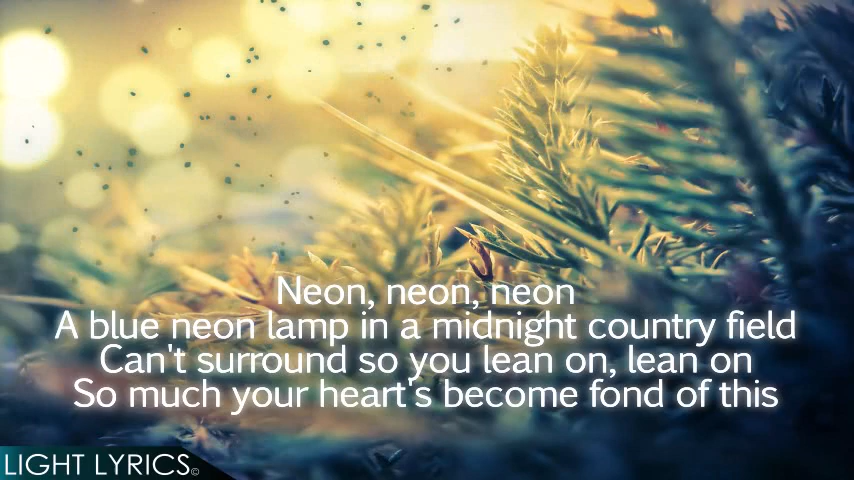 Neon, neon, neon
A blue neon lamp in a midnight country field
Can't surround so you lean on, lean on
So much your heart's become fond of this
LIGHT LYRICS©